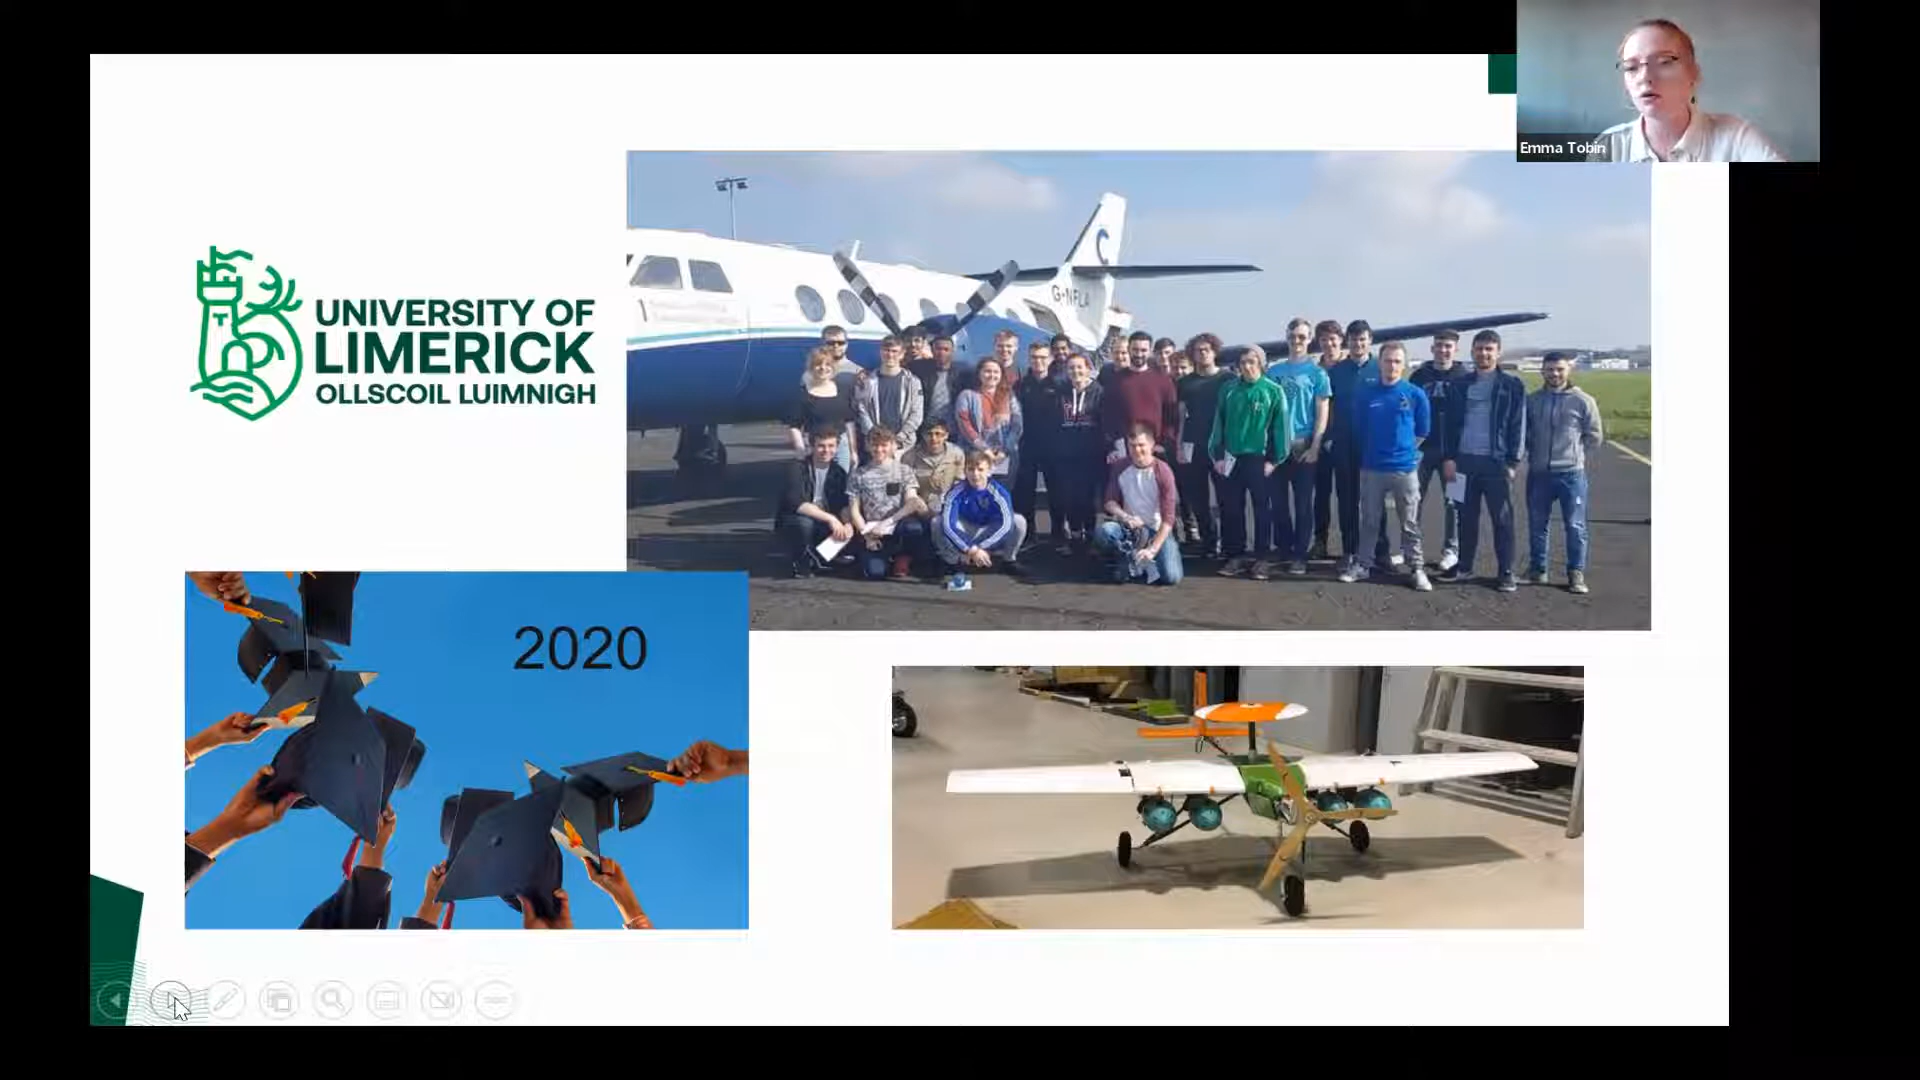 Emma Tobin
UNIVERSITY OF
LIMERICK
OLLSCOIL LUIMNIGH
C
G-NFLA
2020